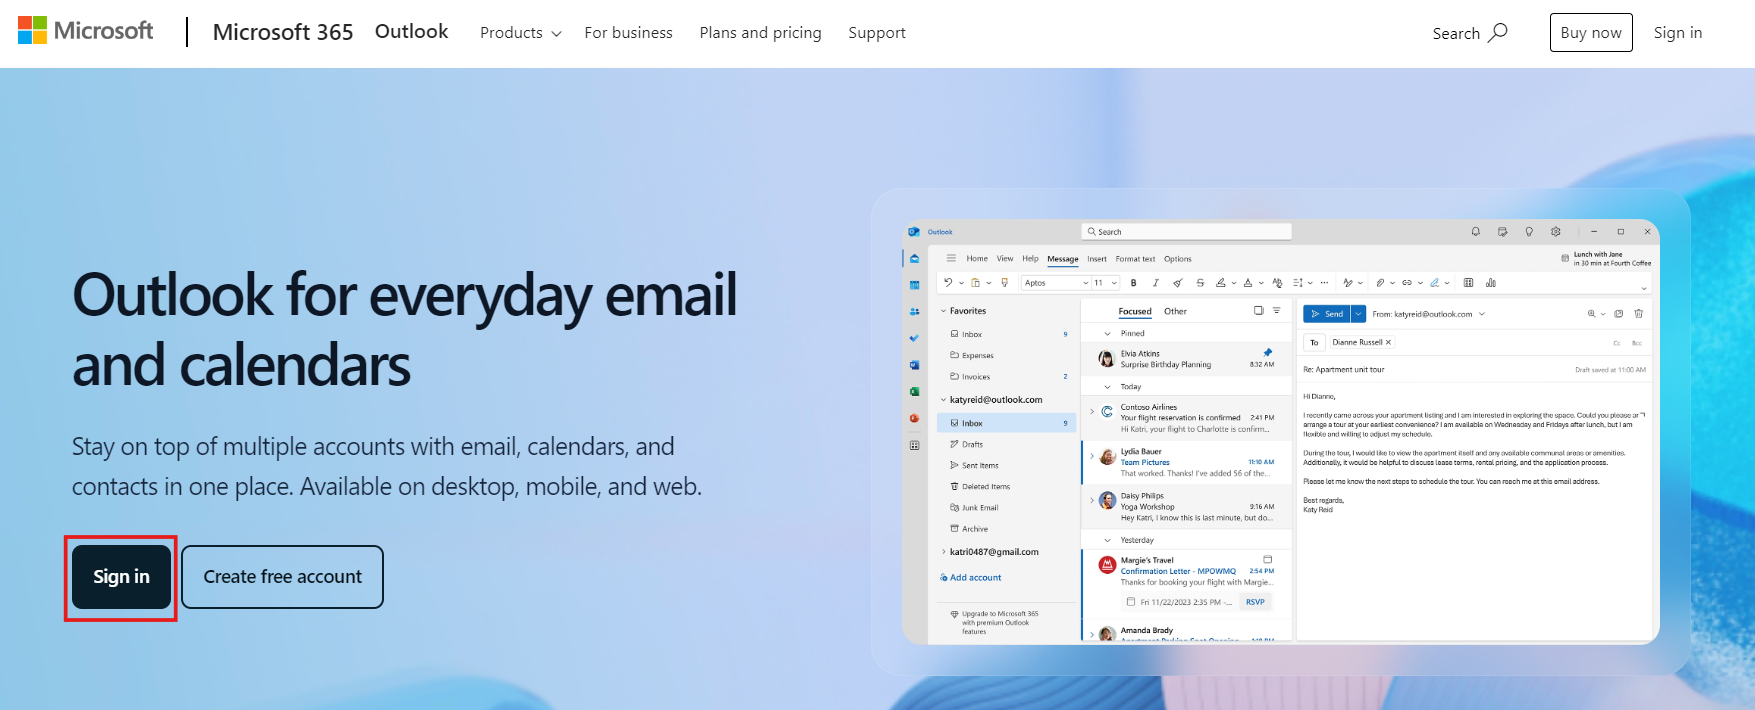 Microsoft
Microsoft 365
Outlook
Products
For business
Plans and pricing
Support
Search
Buy now
Sign in
Outlook for everyday email
and calendars
Stay on top of multiple accounts with email, calendars, and
contacts in one place. Available on desktop, mobile, and web.
Sign in
Create free account
Outlook
Search
Home View Help Message Insert Format text Options
Lunch with Jane
in 30 min at Fourth Coffee
Aptos 11 B I S A
Favorites
Inbox 9
Expenses
Invoices 2
katyreid@outlook.com
Inbox 9
Drafts
Sent Items
Deleted Items
Junk Email
Archive
katri0487@gmail.com
Add account
Upgrade to Microsoft 365
with premium Outlook
features
Focused Other
Pinned
Elvia Atkins
Surprise Birthday Planning 8:32 AM
Today
Contoso Airlines
Your flight reservation is confirmed 2:41 PM
Hi Katri, your flight to Charlotte is confirm...
Lydia Bauer
Team Pictures 11:10 AM
That worked. Thanks! I've added 56 of the...
Daisy Philips
Yoga Workshop 9:16 AM
Hey Katri, I know this is last minute, but do...
Yesterday
Margie's Travel
Confirmation Letter - MPOWMQ 2:54 PM
Thanks for booking your flight with Margie...
Fri 11/22/2023 2:35 PM -... RSVP
Amanda Brady
Send From: katyreid@outlook.com
To Dianne Russell Cc Bcc
Re: Apartment unit tour Draft saved at 11:00 AM
Hi Dianne,
I recently came across your apartment listing and I am interested in exploring the space. Could you please
arrange a tour at your earliest convenience? I am available on Wednesday and Fridays after lunch, but I am
flexible and willing to adjust my schedule.
During the tour, I would like to view the apartment itself and any available communal areas or amenities.
Additionally, it would be helpful to discuss lease terms, rental pricing, and the application process.
Please let me know the next steps to schedule the tour. You can reach me at this email address.
Best regards,
Katy Reid